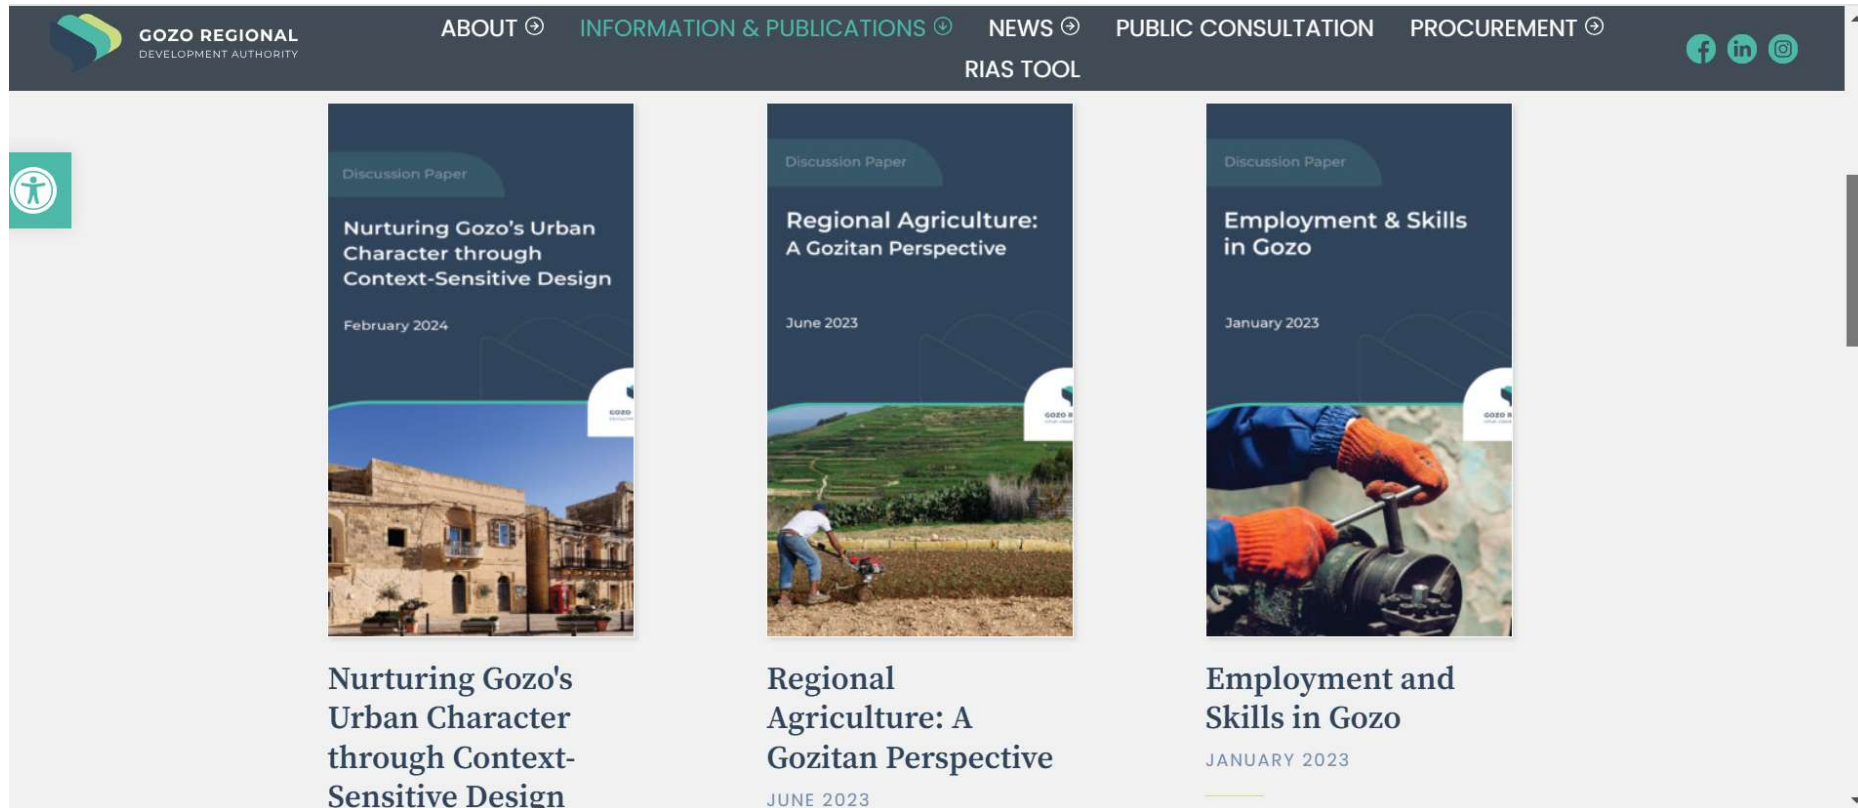 GOZO REGIONAL
DEVELOPMENT AUTHORITY
ABOUT
INFORMATION & PUBLICATIONS
NEWS
PUBLIC CONSULTATION
PROCUREMENT
RIAS TOOL
Discussion Paper
Nurturing Gozo’s Urban
Character through
Context-Sensitive Design
February 2024
GOZO
Discussion Paper
Regional Agriculture:
A Gozitan Perspective
June 2023
GOZO R
Discussion Paper
Employment & Skills
in Gozo
January 2023
GOZO R
Nurturing Gozo's
Urban Character
through Context-
Sensitive Design
Regional
Agriculture: A
Gozitan Perspective
JUNE 2023
Employment and
Skills in Gozo
JANUARY 2023